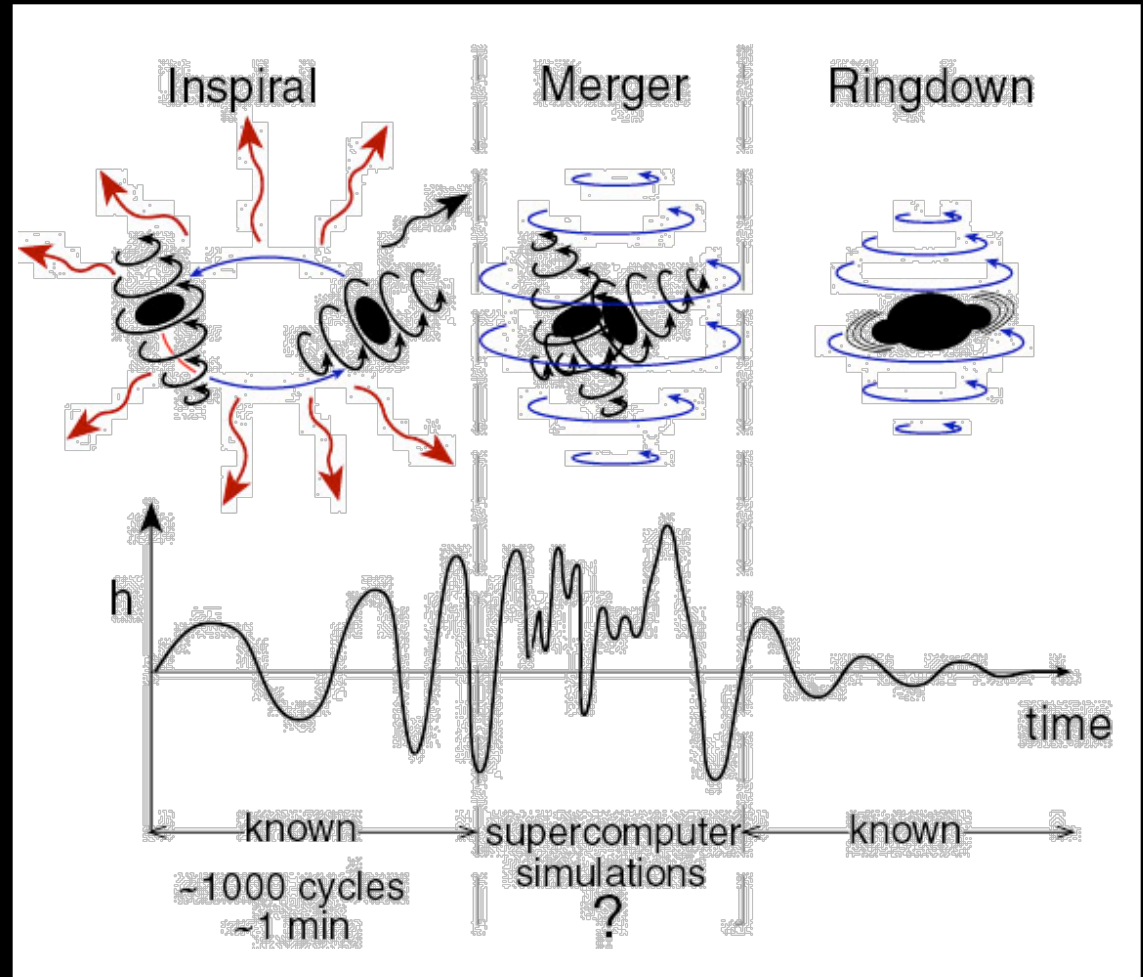 Inspiral
Merger
Ringdown
h
time
known
supercomputer
simulations
?
known
~1000 cycles
~1 min